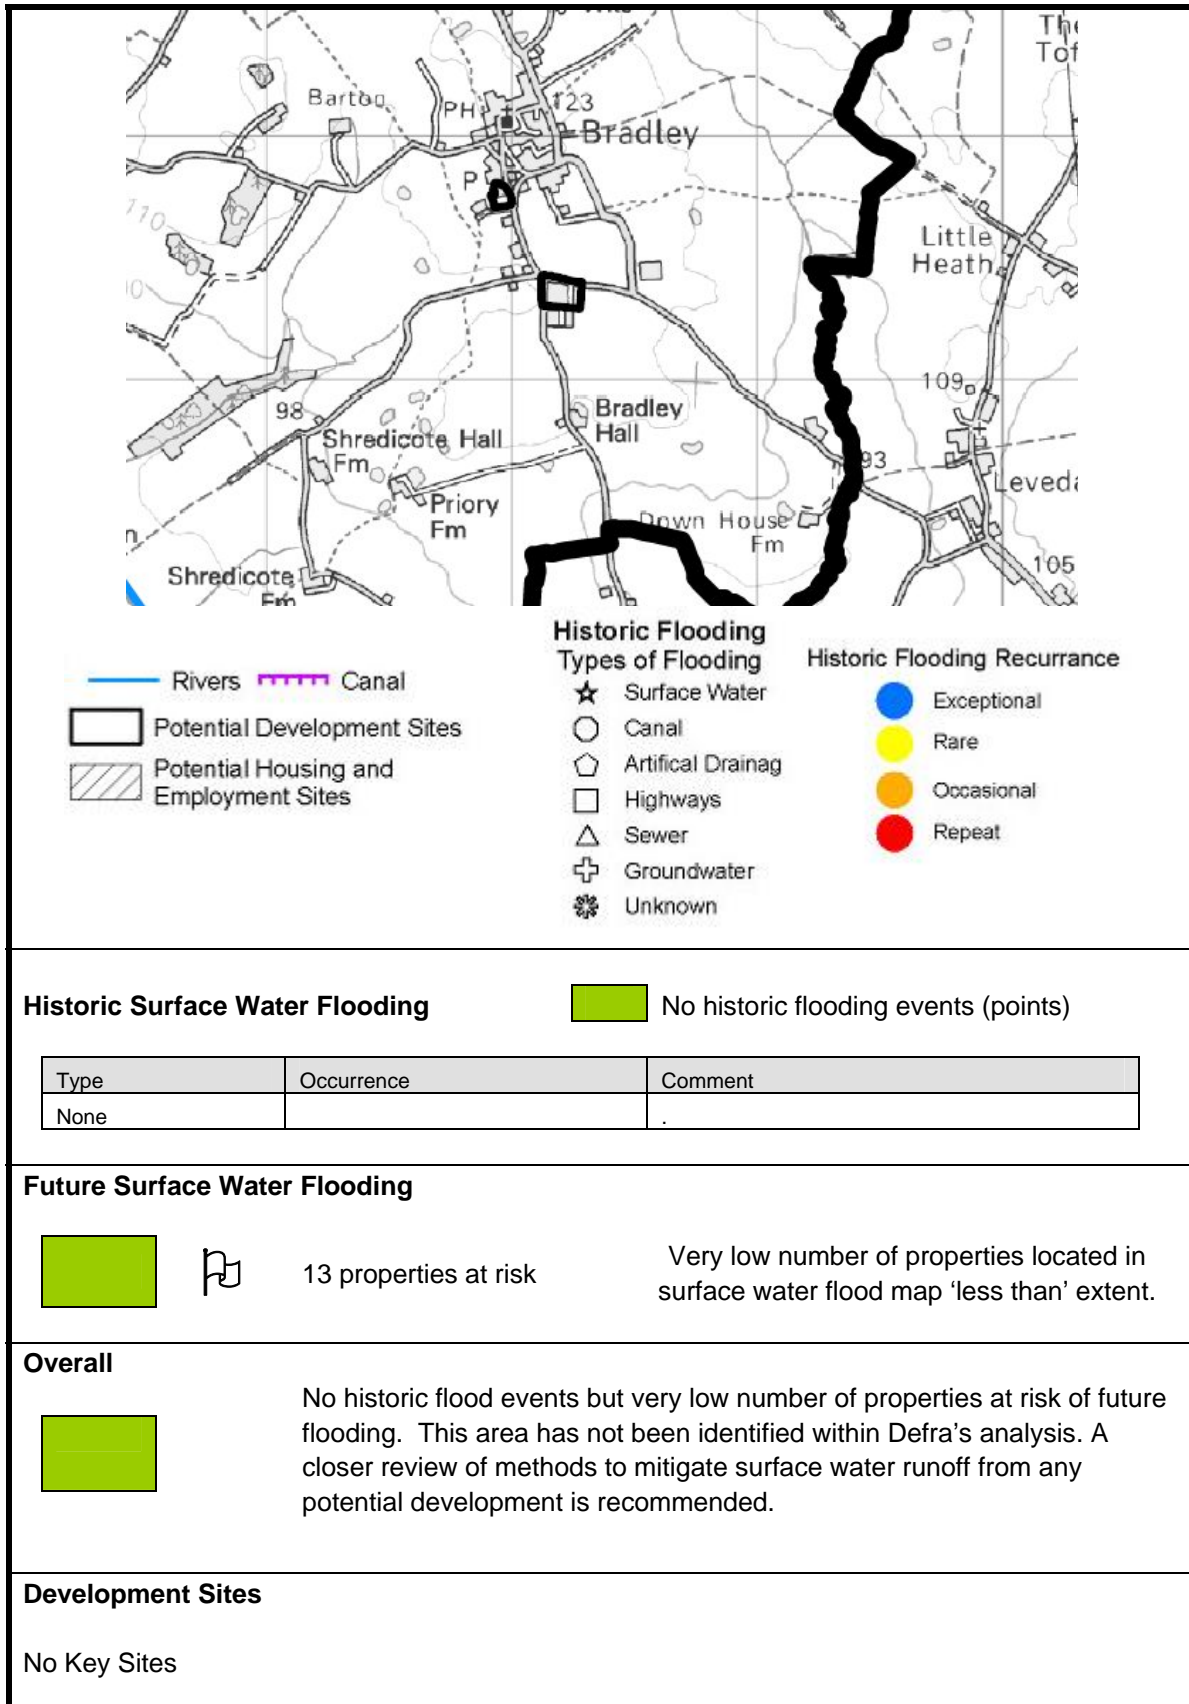 The
Tof
Barton
PH
123
Bradley
P
110
Little
Heath
109
98
Bradley
Hall
Shredicote Hall
Fm
93
Priory
Fm
Down House
Fm
Shredicote
Fm
105
Historic Flooding
Types of Flooding
Historic Flooding Recurrance
Rivers
Canal
Potential Development Sites
Potential Housing and
Employment Sites
Surface Water
Canal
Artifical Drainag
Highways
Sewer
Groundwater
Unknown
Exceptional
Rare
Occasional
Repeat
Historic Surface Water Flooding
No historic flooding events (points)
Type Occurrence Comment
None .
Future Surface Water Flooding
13 properties at risk
Very low number of properties located in
surface water flood map ‘less than’ extent.
Overall
No historic flood events but very low number of properties at risk of future
flooding. This area has not been identified within Defra’s analysis. A
closer review of methods to mitigate surface water runoff from any
potential development is recommended.
Development Sites
No Key Sites